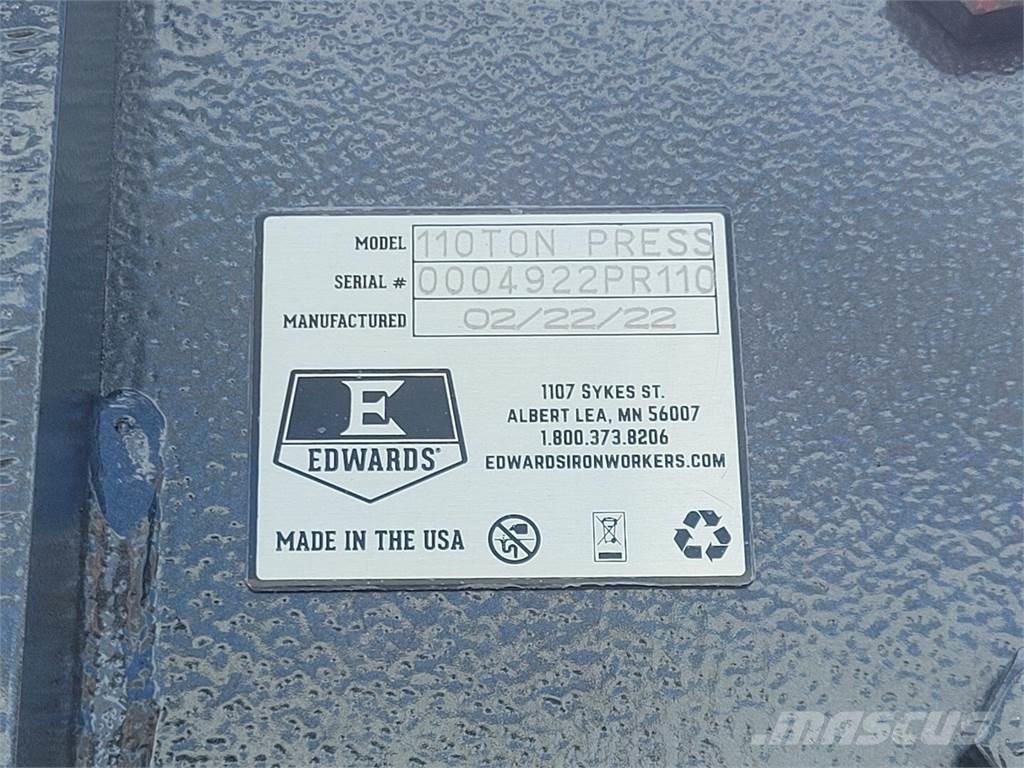 MODEL 110TON PRESS
SERIAL # 0004922PR110
MANUFACTURED 02/22/22
E
EDWARDS®
1107 SYKES ST.
ALBERT LEA, MN 56007
1.800.373.8206
EDWARDSIRONWORKERS.COM
MADE IN THE USA
MASCUS